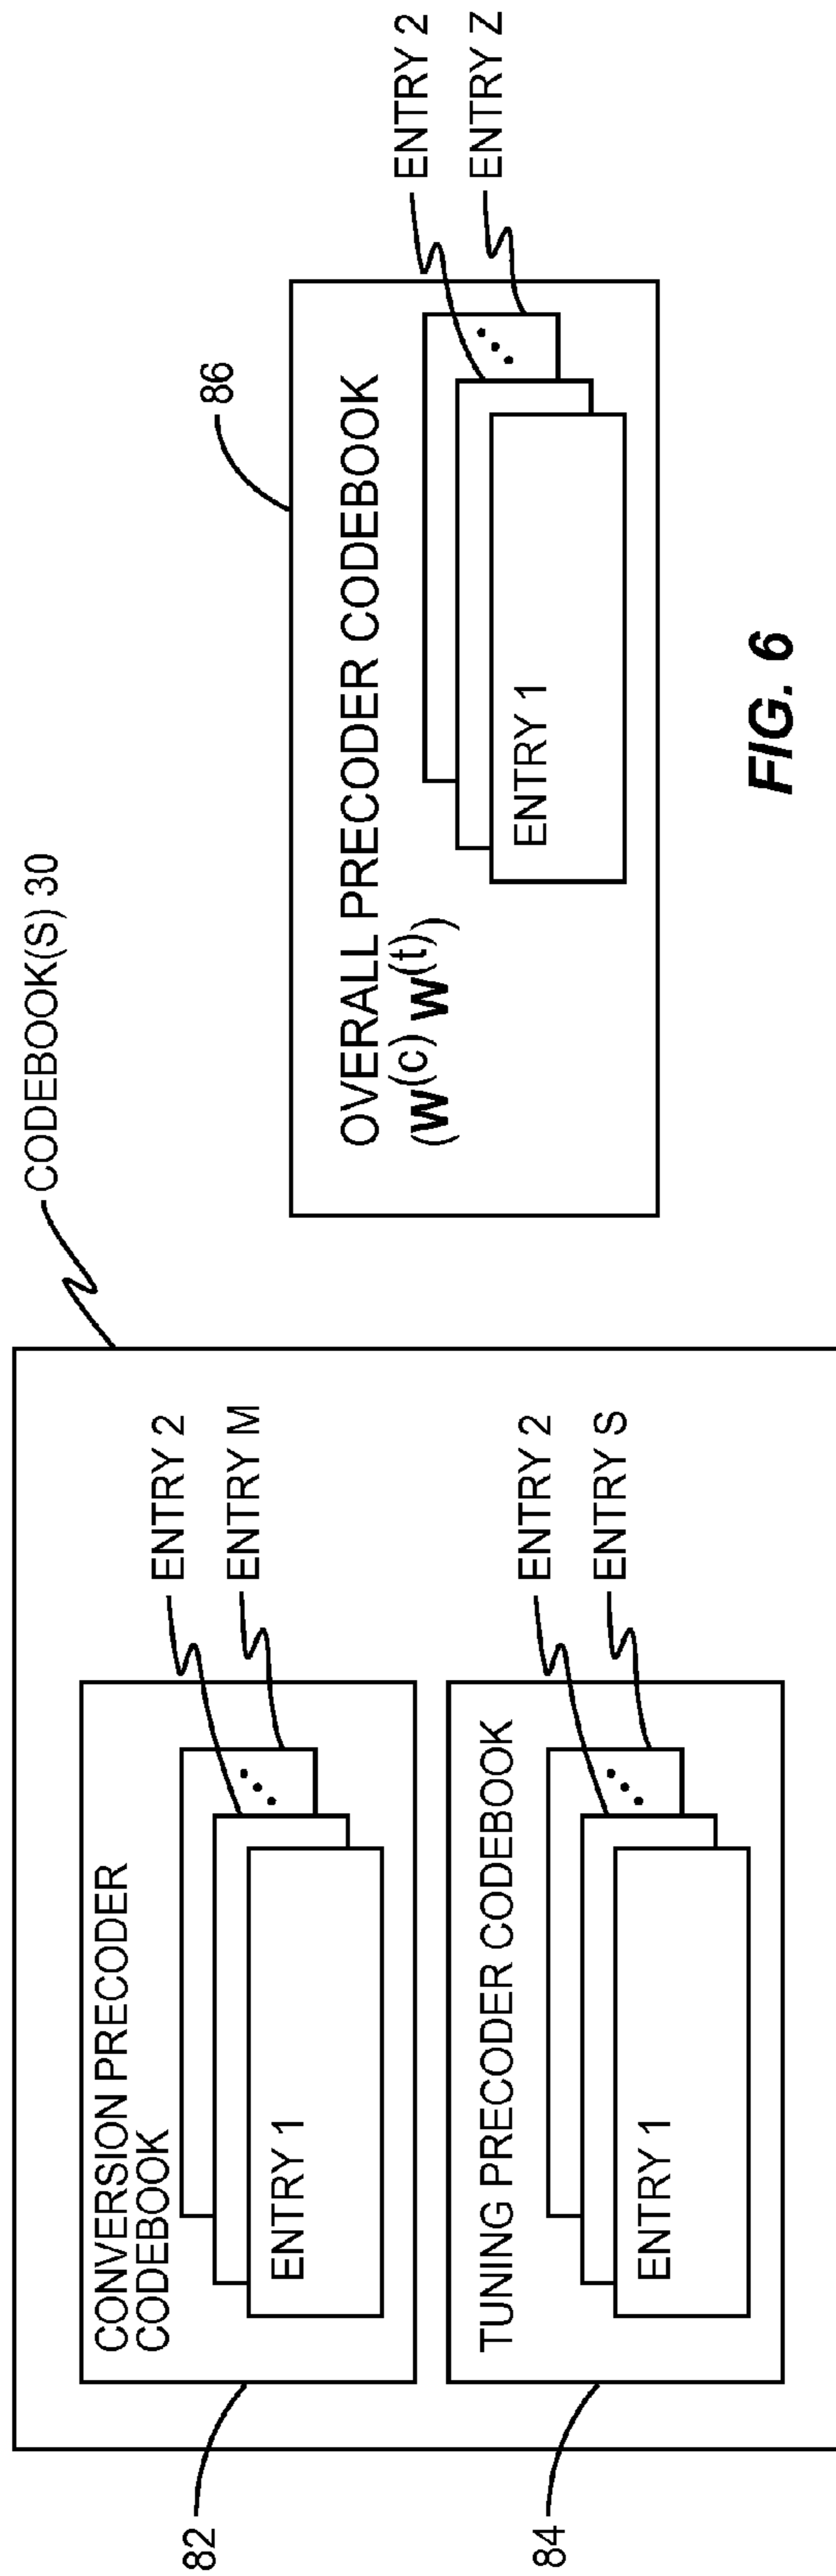 CODEBOOK(S) 30
CONVERSION PRECODER
CODEBOOK
ENTRY 1
ENTRY 2
ENTRY M
82
TUNING PRECODER CODEBOOK
ENTRY 1
ENTRY 2
ENTRY S
84
86
OVERALL PRECODER CODEBOOK
(W(c) W(t))
ENTRY 1
ENTRY 2
ENTRY Z
FIG. 6